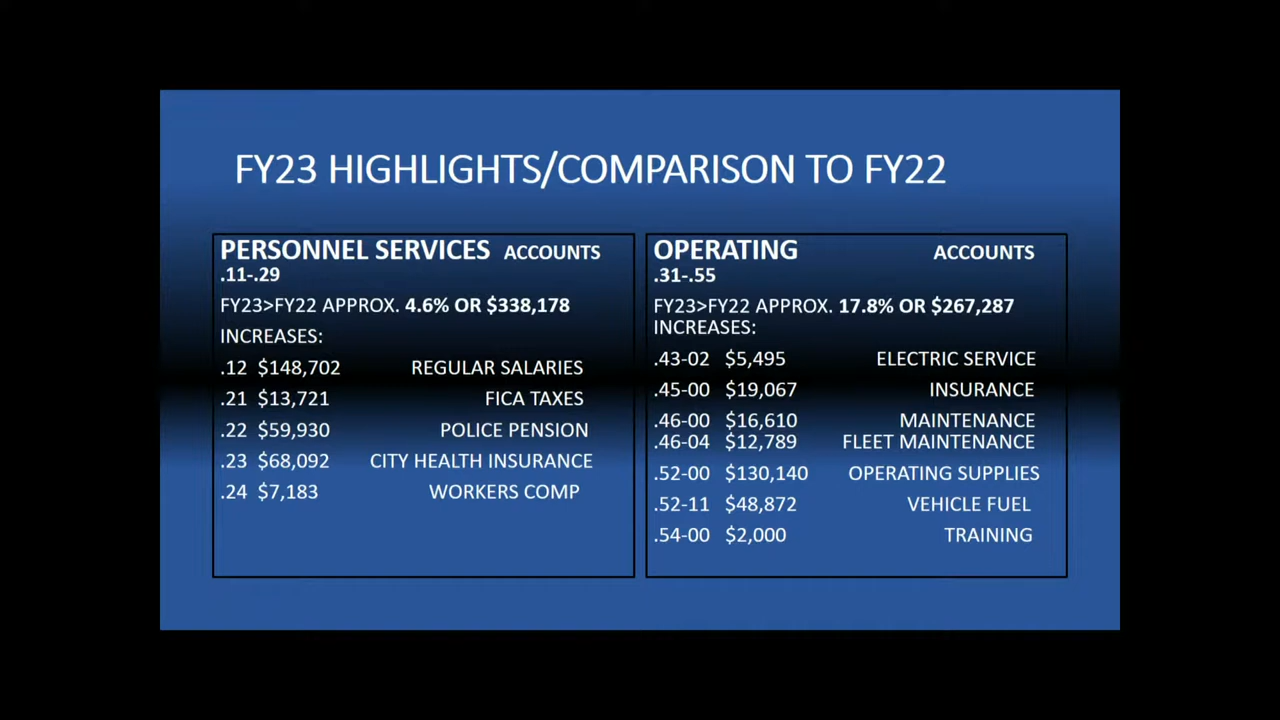 FY23 HIGHLIGHTS/COMPARISON TO FY22
PERSONNEL SERVICES ACCOUNTS
.11-.29
FY23>FY22 APPROX. 4.6% OR $338,178
INCREASES:
.12 $148,702 REGULAR SALARIES
.21 $13,721 FICA TAXES
.22 $59,930 POLICE PENSION
.23 $68,092 CITY HEALTH INSURANCE
.24 $7,183 WORKERS COMP
OPERATING ACCOUNTS
.31-.55
FY23>FY22 APPROX. 17.8% OR $267,287
INCREASES:
.43-02 $5,495 ELECTRIC SERVICE
.45-00 $19,067 INSURANCE
.46-00 $16,610 MAINTENANCE
.46-04 $12,789 FLEET MAINTENANCE
.52-00 $130,140 OPERATING SUPPLIES
.52-11 $48,872 VEHICLE FUEL
.54-00 $2,000 TRAINING